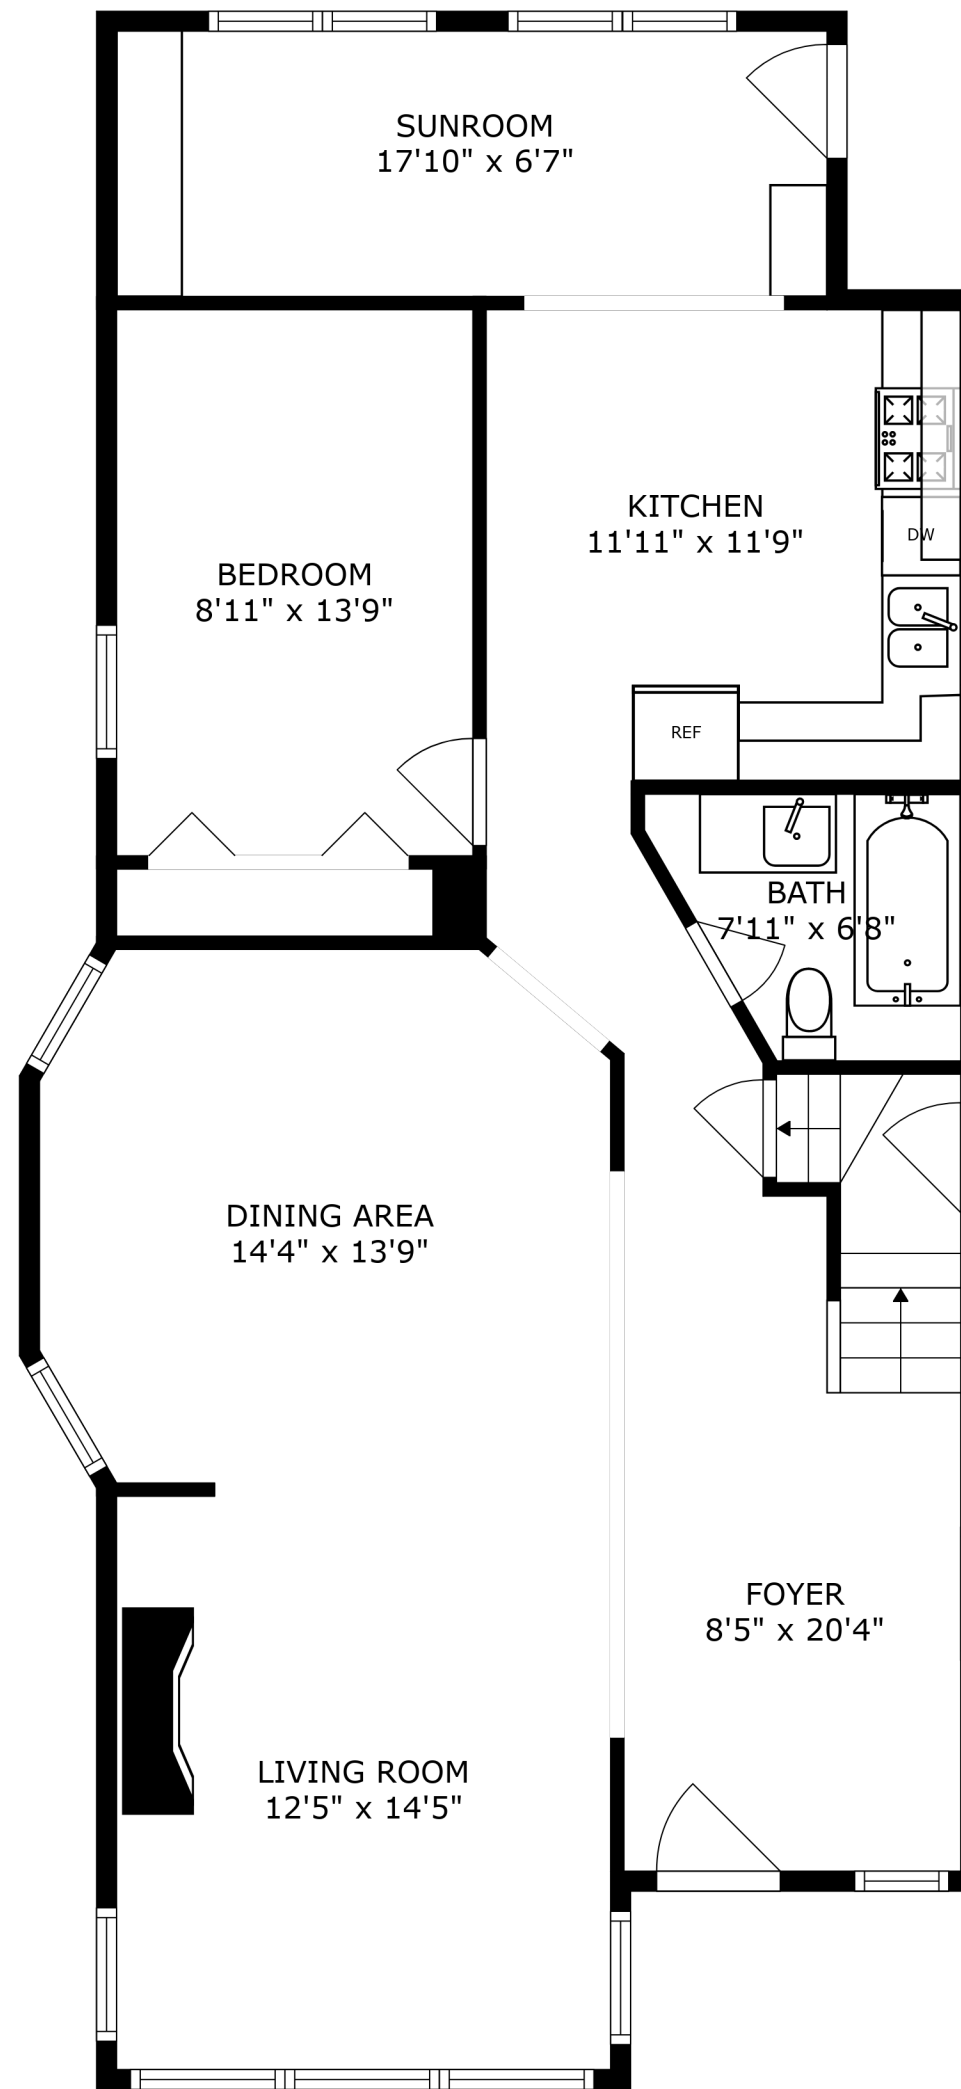 SUNROOM
17'10" x 6'7"
KITCHEN
11'11" x 11'9"
DW
BEDROOM
8'11" x 13'9"
REF
BATH
7'11" x 6'8"
DINING AREA
14'4" x 13'9"
FOYER
8'5" x 20'4"
LIVING ROOM
12'5" x 14'5"